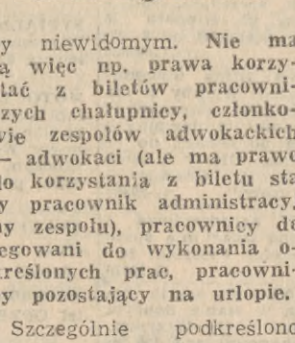 y niewidomym. Nie ma
ą więc np. prawa korzy-
tać z biletów pracowni-
zych chałupnicy, członko-
wie zespołów adwokackich
— adwokaci (ale ma prawo
do korzystania z biletu sta
y pracownik administracy,
ny zespołu), pracownicy de
egowani do wykonania o-
kreślonych prac, pracowni-
y pozostający na urlopie.
Szczególnie podkreślono